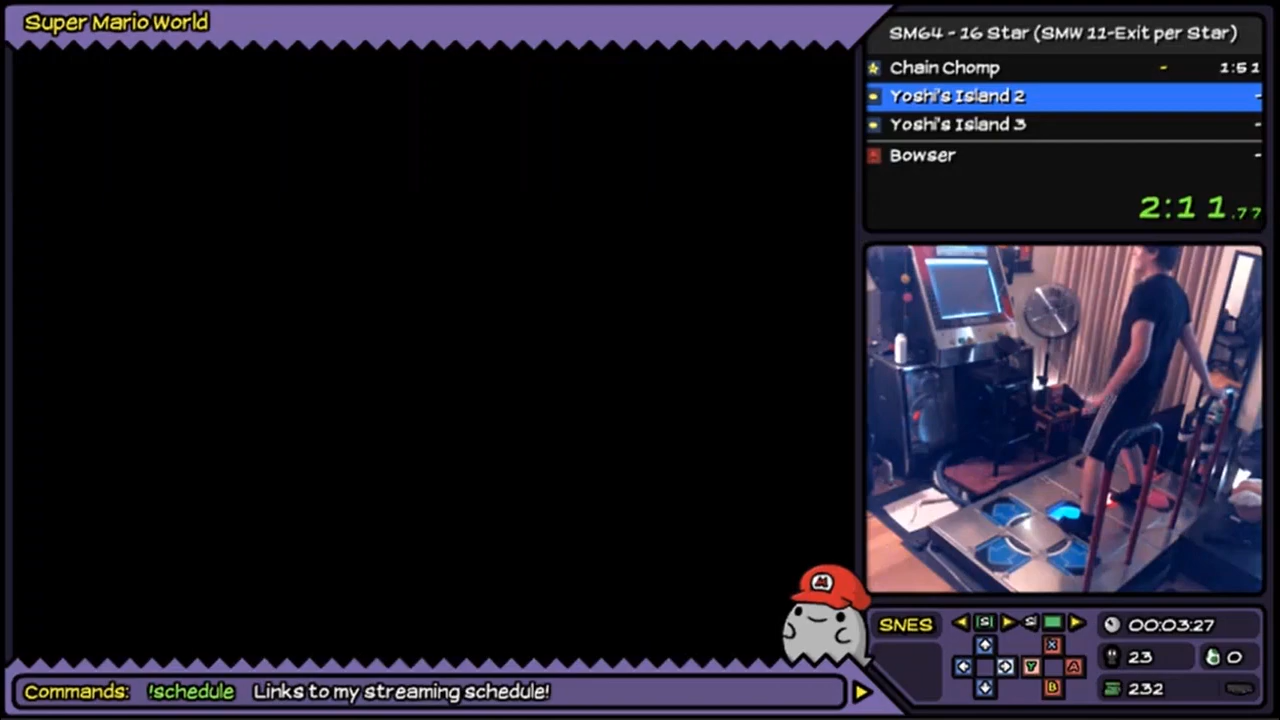 Super Mario World
SM64 - 16 Star (SMW 11-Exit per Star)
Chain Chomp - 1:51
Yoshi's Island 2 -
Yoshi's Island 3 -
Bowser -
2:11.77
SNES
00:03:27
X
Y A
B
23 0
232
M
Commands: !schedule Links to my streaming schedule!